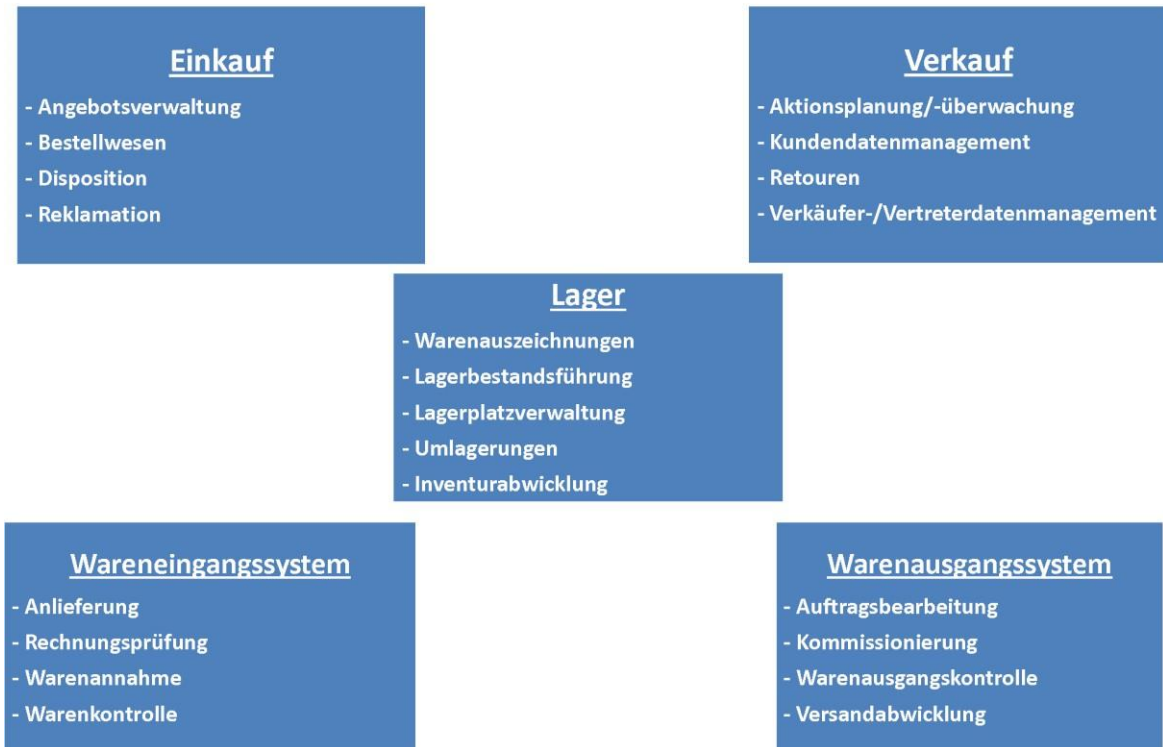 Einkauf
- Angebotsverwaltung
- Bestellwesen
- Disposition
- Reklamation
Verkauf
- Aktionsplanung/-überwachung
- Kundendatenmanagement
- Retouren
- Verkäufer-/Vertreterdatenmanagement
Lager
- Warenauszeichnungen
- Lagerbestandsführung
- Lagerplatzverwaltung
- Umlagerungen
- Inventurabwicklung
Wareneingangssystem
- Anlieferung
- Rechnungsprüfung
- Warenannahme
- Warenkontrolle
Warenausgangssystem
- Auftragsbearbeitung
- Kommissionierung
- Warenausgangskontrolle
- Versandabwicklung